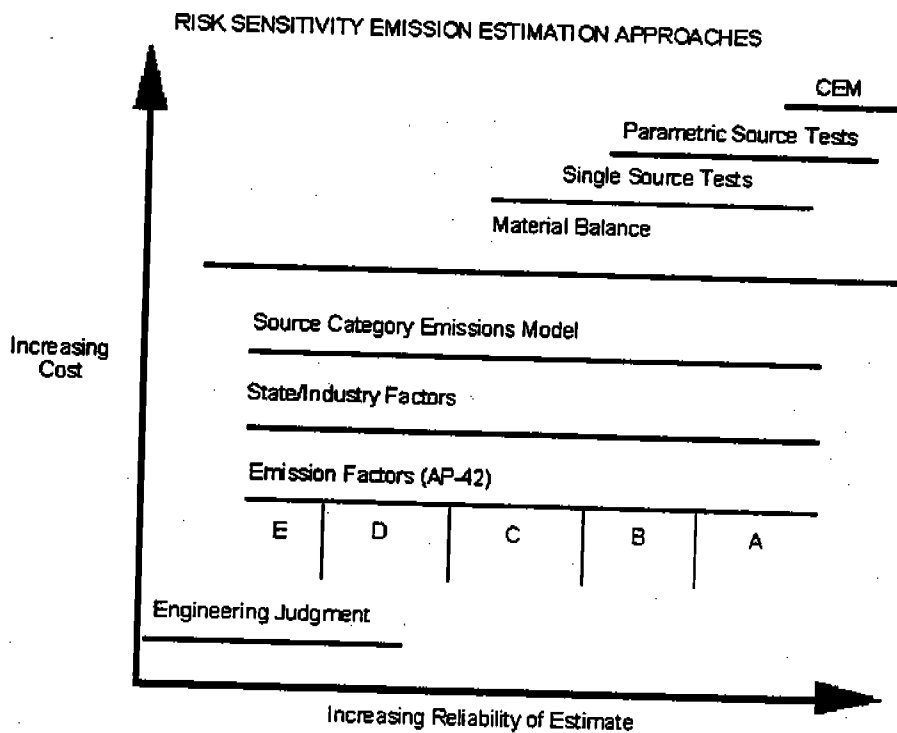 RISK SENSITIVITY EMISSION ESTIMATION APPROACHES
CEM
Parametric Source Tests
Single Source Tests
Material Balance
Source Category Emissions Model
Increasing
Cost
State/Industry Factors
Emission Factors (AP-42)
E D C B A
Engineering Judgment
Increasing Reliability of Estimate